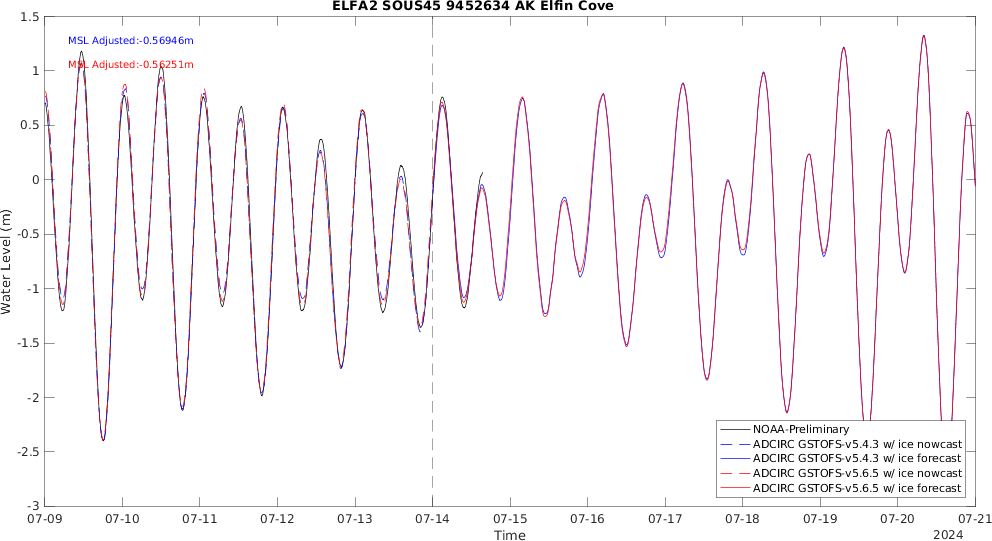 ELFA2 SOUS45 9452634 AK Elfin Cove
MSL Adjusted:-0.56946m
MSL Adjusted:-0.56251m
Water Level (m)
1.5
1
0.5
0
-0.5
-1
-1.5
-2
-2.5
-3
NOAA-Preliminary
ADCIRC GSTOFS-v5.4.3 w/ ice nowcast
ADCIRC GSTOFS-v5.4.3 w/ ice forecast
ADCIRC GSTOFS-v5.6.5 w/ ice nowcast
ADCIRC GSTOFS-v5.6.5 w/ ice forecast
07-09 07-10 07-11 07-12 07-13 07-14 07-15 07-16 07-17 07-18 07-19 07-20 07-21
Time
2024